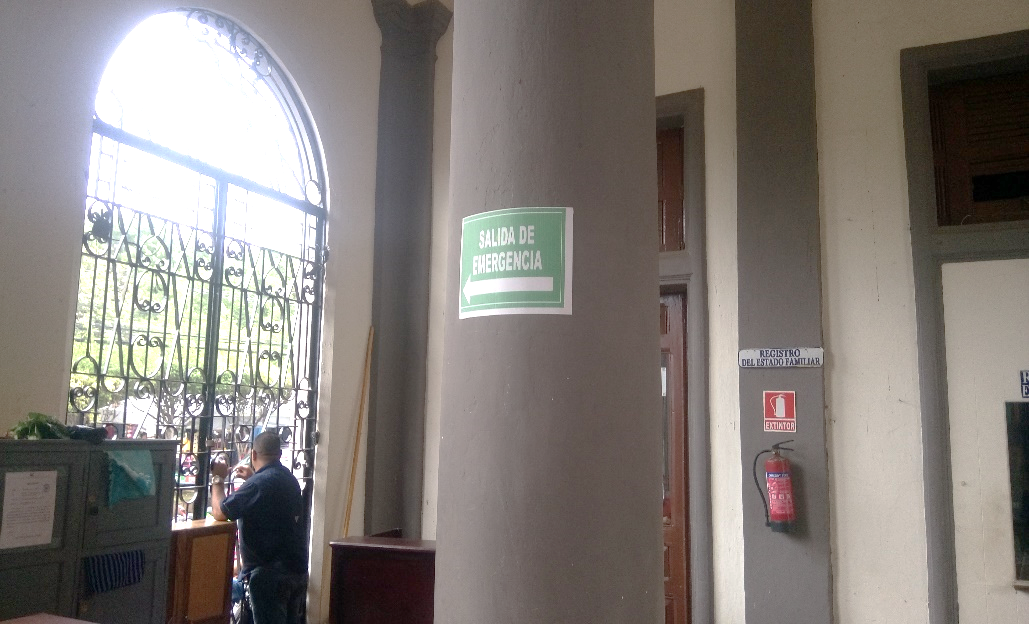 SALIDA DE
EMERGENCIA
REGISTRO
DEL ESTADO FAMILIAR
EXTINTOR